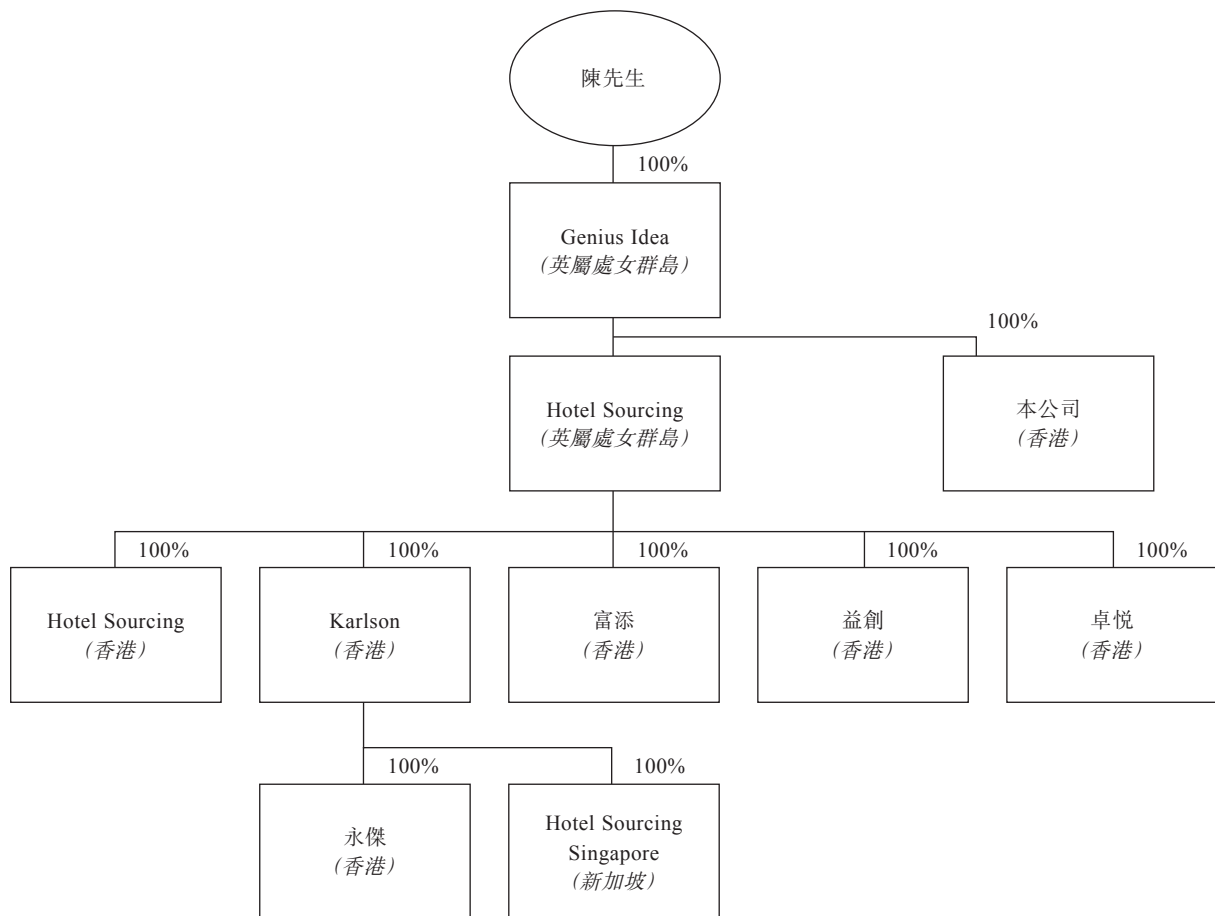 陳先生
100%
Genius Idea
（英屬處女群島）
100%
Hotel Sourcing
（英屬處女群島）
本公司
（香港）
100%
100%
100%
100%
100%
Hotel Sourcing
（香港）
Karlson
（香港）
富添
（香港）
益創
（香港）
卓悦
（香港）
100%
100%
永傑
（香港）
Hotel Sourcing
Singapore
（新加坡）